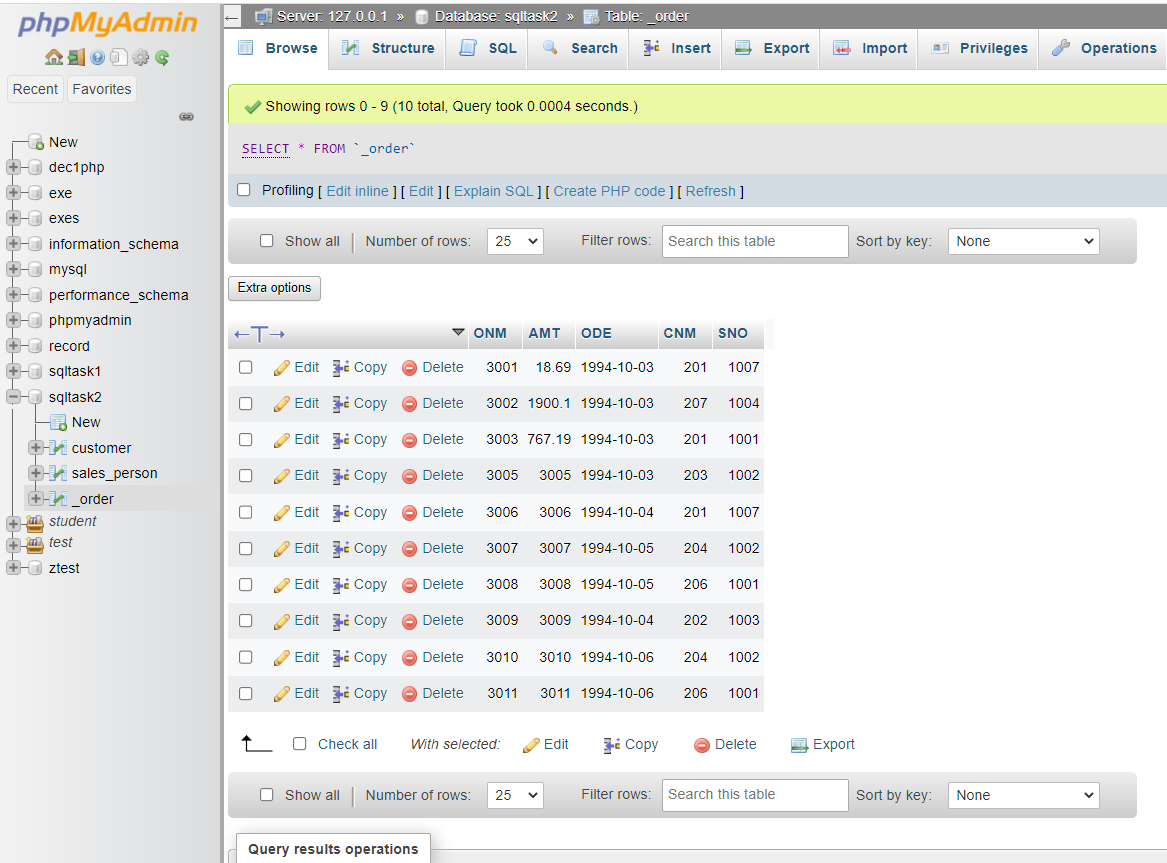 phpMyAdmin
Recent Favorites
New
dec1php
exe
exes
information_schema
mysql
performance_schema
phpmyadmin
record
sqltask1
sqltask2
New
customer
sales_person
_order
student
test
ztest
Server: 127.0.0.1 » Database: sqltask2 » Table: _order
Browse Structure SQL Search Insert Export Import Privileges Operations
Showing rows 0 - 9 (10 total, Query took 0.0004 seconds.)
SELECT * FROM `_order`
Profiling [ Edit inline ] [ Edit ] [ Explain SQL ] [ Create PHP code ] [ Refresh ]
Show all | Number of rows: 25 Filter rows: Search this table Sort by key: None
Extra options
←T→ ONM AMT ODE CNM SNO
Edit Copy Delete 3001 18.69 1994-10-03 201 1007
Edit Copy Delete 3002 1900.1 1994-10-03 207 1004
Edit Copy Delete 3003 767.19 1994-10-03 201 1001
Edit Copy Delete 3005 3005 1994-10-03 203 1002
Edit Copy Delete 3006 3006 1994-10-04 201 1007
Edit Copy Delete 3007 3007 1994-10-05 204 1002
Edit Copy Delete 3008 3008 1994-10-05 206 1001
Edit Copy Delete 3009 3009 1994-10-04 202 1003
Edit Copy Delete 3010 3010 1994-10-06 204 1002
Edit Copy Delete 3011 3011 1994-10-06 206 1001
Check all With selected: Edit Copy Delete Export
Show all | Number of rows: 25 Filter rows: Search this table Sort by key: None
Query results operations